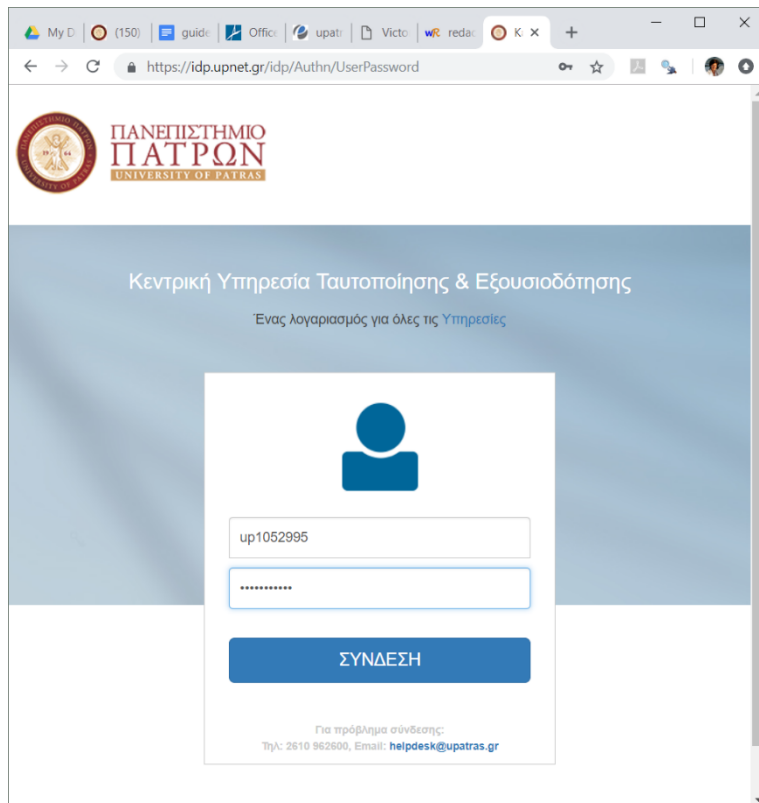 My D
(150)
guide
Office
upatr
Victo
redac
https://idp.upnet.gr/idp/Authn/UserPassword
ΠΑΝΕΠΙΣΤΗΜΙΟ
ΠΑΤΡΩΝ
UNIVERSITY OF PATRAS
Κεντρική Υπηρεσία Ταυτοποίησης & Εξουσιοδότησης
Ένας λογαριασμός για όλες τις Υπηρεσίες
up1052995
•••••••••••
ΣΥΝΔΕΣΗ
Για πρόβλημα σύνδεσης:
Τηλ: 2610 962600, Email: helpdesk@upatras.gr